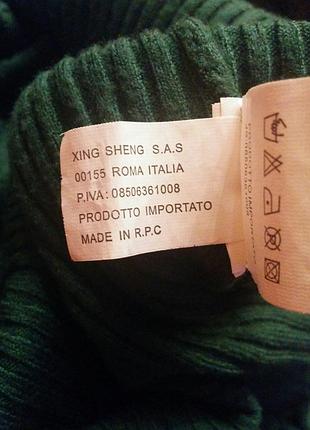 XING SHENG S.A.S
00155 ROMA ITALIA
P.IVA: 08506361008
PRODOTTO IMPORTATO
MADE IN R.P.C